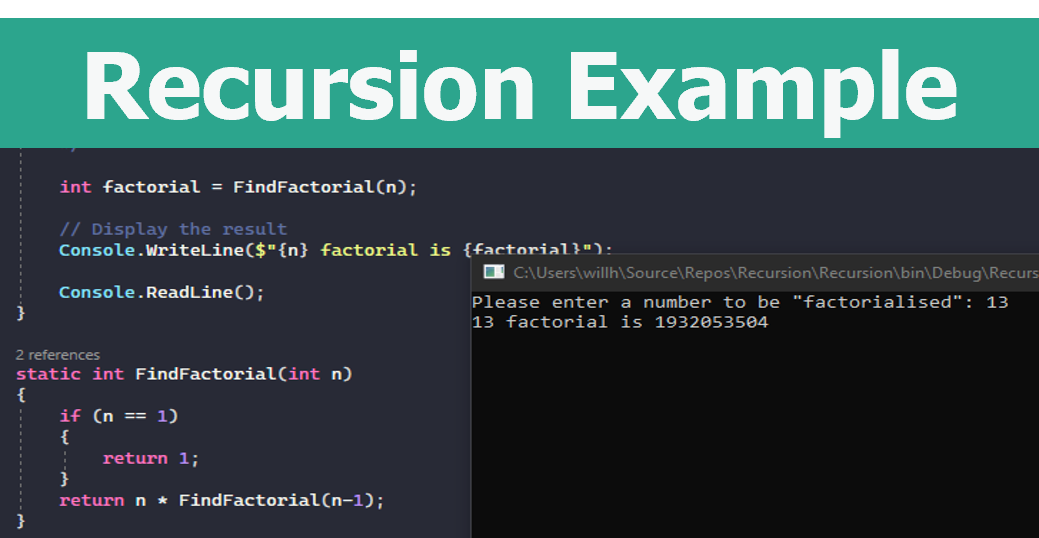 Recursion Example
int factorial = FindFactorial(n);
// Display the result
Console.WriteLine($"{n} factorial is {factorial}");
Console.ReadLine();
}
2 references
static int FindFactorial(int n)
{
if (n == 1)
{
return 1;
}
return n * FindFactorial(n-1);
}
C:\Users\willh\Source\Repos\Recursion\Recursion\bin\Debug\Recurs
Please enter a number to be "factorialised": 13
13 factorial is 1932053504